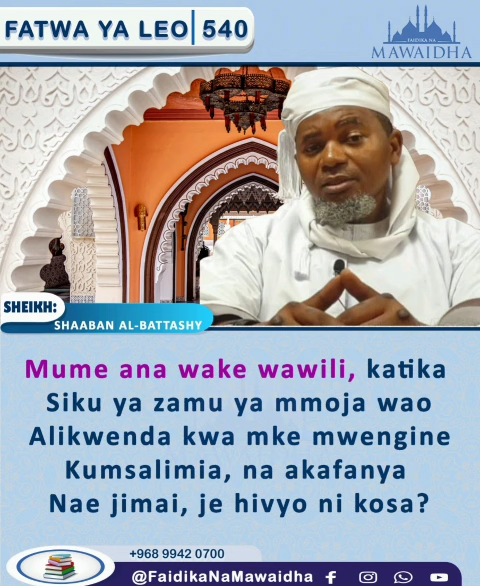 FATWA YA LEO 540
FAIDIKA NA
MAWAIDHA
SHEIKH:
SHAABAN AL-BATTASHY
Mume ana wake wawili, katika
Siku ya zamu ya mmoja wao
Alikwenda kwa mke mwengine
Kumsalimia, na akafanya
Nae jimai, je hivyo ni kosa?
+968 9942 0700
@FaidikaNaMawaidha